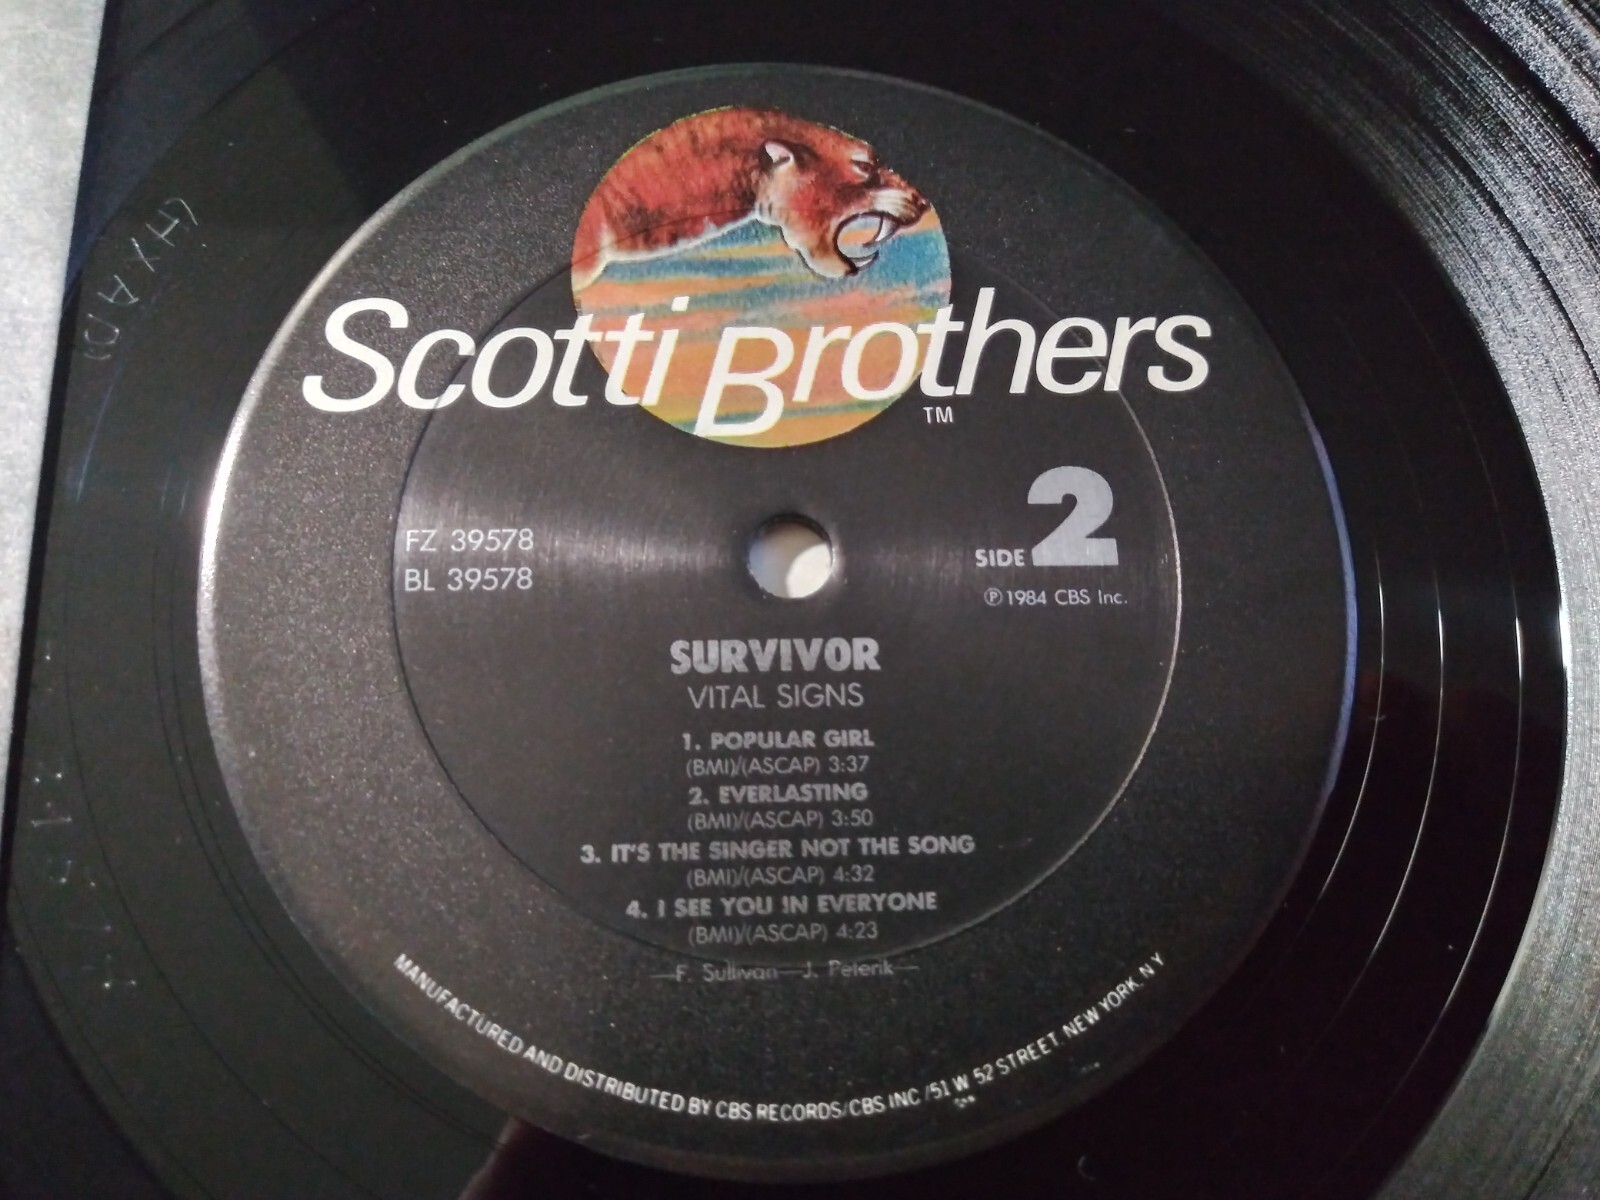 Scotti Brothers
TM
SIDE 2
℗1984 CBS Inc.
FZ 39578
BL 39578
SURVIVOR
VITAL SIGNS
1. POPULAR GIRL
(BMI)/(ASCAP) 3:37
2. EVERLASTING
(BMI)/(ASCAP) 3:50
3. IT'S THE SINGER NOT THE SONG
(BMI)/(ASCAP) 4:32
4. I SEE YOU IN EVERYONE
(BMI)/(ASCAP) 4:23
—F. Sullivan—J. Peterik—
MANUFACTURED AND DISTRIBUTED BY CBS RECORDS/CBS INC /51 W 52 STREET. NEW YORK. N Y